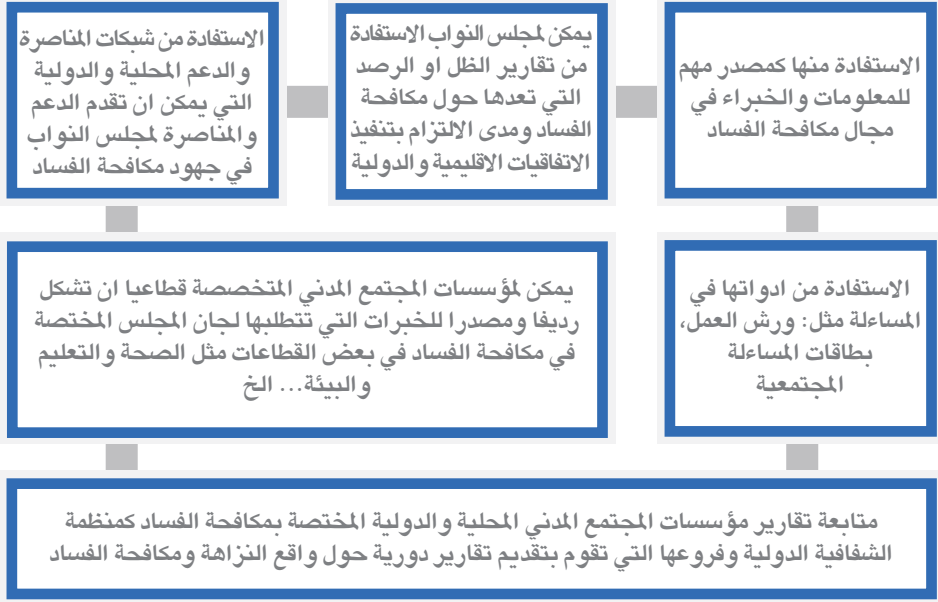 الاستفادة منها كمصدر مهم
للمعلومات والخبراء في
مجال مكافحة الفساد
يمكن لمجلس النواب الاستفادة
من تقارير الظل او الرصد
التي تعدها حول مكافحة
الفساد ومدى الالتزام بتنفيذ
الاتفاقيات الاقليمية والدولية
الاستفادة من شبكات المناصرة
والدعم المحلية والدولية
التي يمكن ان تقدم الدعم
والمناصرة لمجلس النواب
في جهود مكافحة الفساد
الاستفادة من ادواتها في
المساءلة مثل: ورش العمل،
بطاقات المساءلة
المجتمعية
يمكن لمؤسسات المجتمع المدني المتخصصة قطاعيا ان تشكل
رديفا ومصدرا للخبرات التي تتطلبها لجان المجلس المختصة
في مكافحة الفساد في بعض القطاعات مثل الصحة والتعليم
والبيئة... الخ
متابعة تقارير مؤسسات المجتمع المدني المحلية والدولية المختصة بمكافحة الفساد كمنظمة
الشفافية الدولية وفروعها التي تقوم بتقديم تقارير دورية حول واقع النزاهة ومكافحة الفساد